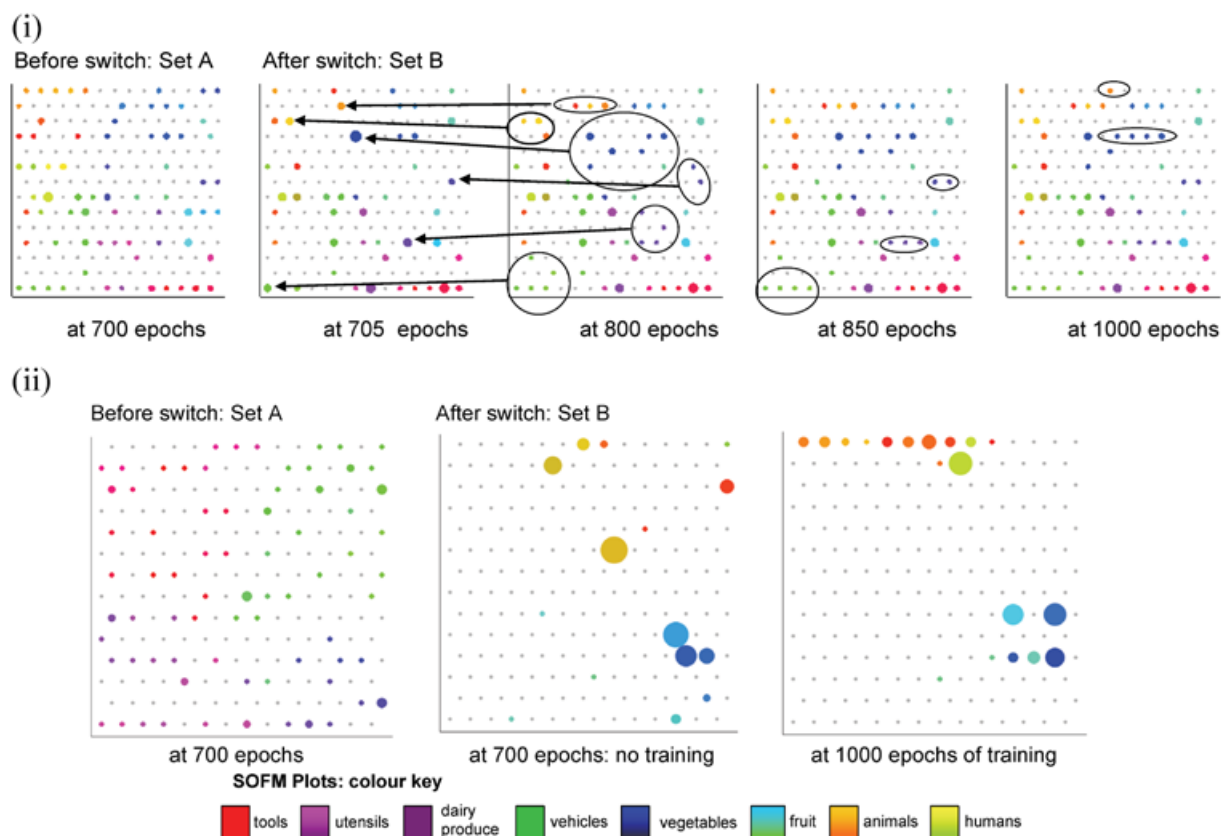 (i)
Before switch: Set A
After switch: Set B
at 700 epochs
at 705 epochs
at 800 epochs
at 850 epochs
at 1000 epochs
(ii)
Before switch: Set A
After switch: Set B
at 700 epochs
at 700 epochs: no training
at 1000 epochs of training
SOFM Plots: colour key
tools
utensils
dairy
produce
vehicles
vegetables
fruit
animals
humans